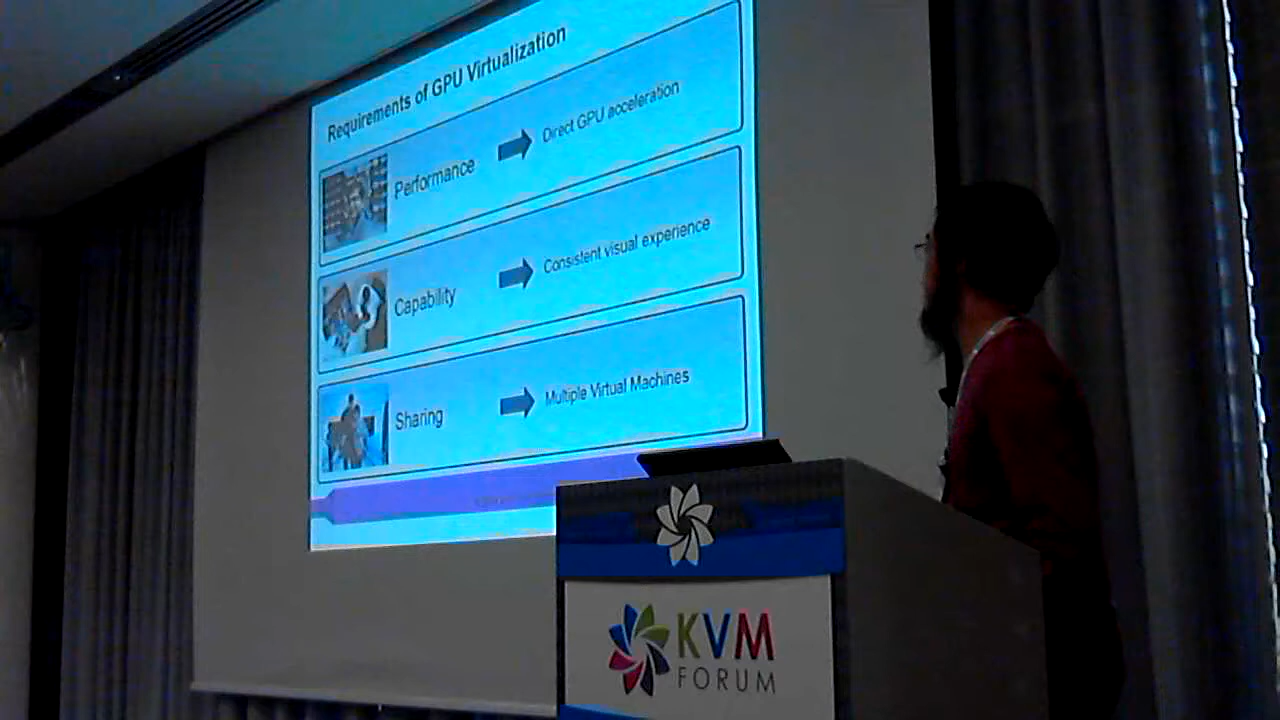 Requirements of GPU Virtualization
Performance
Direct GPU acceleration
Capability
Consistent visual experience
Sharing
Multiple Virtual Machines
KVM
FORUM